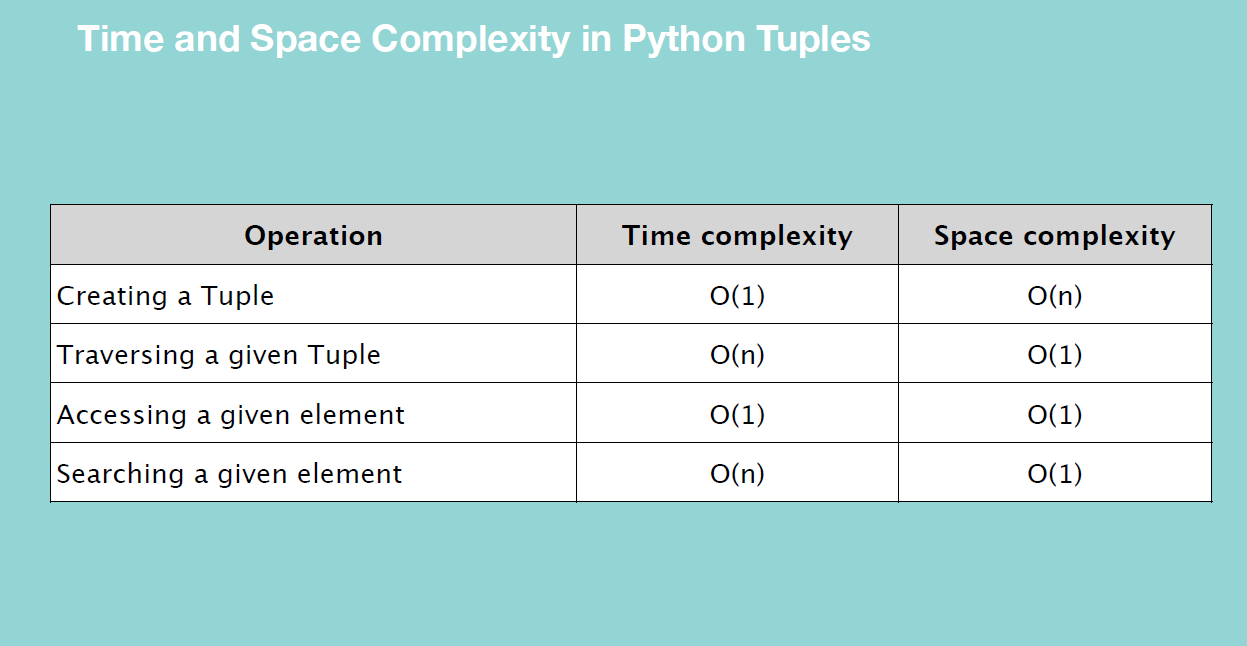 Time and Space Complexity in Python Tuples
Operation Time complexity Space complexity
Creating a Tuple O(1) O(n)
Traversing a given Tuple O(n) O(1)
Accessing a given element O(1) O(1)
Searching a given element O(n) O(1)